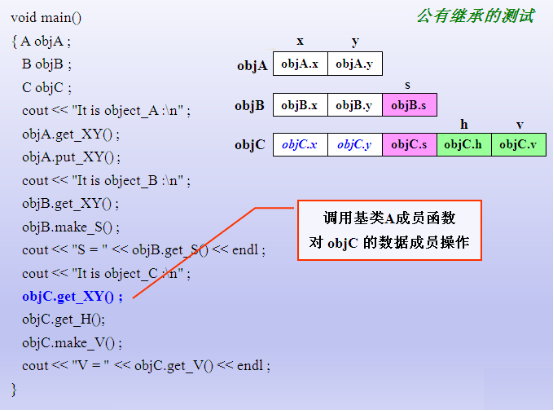 公有继承的测试
void main()
{ A objA ;
B objB ;
C objC ;
cout << "It is object_A :\n" ;
objA.get_XY() ;
objA.put_XY() ;
cout << "It is object_B :\n" ;
objB.get_XY() ;
objB.make_S() ;
cout << "S = " << objB.get_S() << endl ;
cout << "It is object_C :\n" ;
objC.get_XY() ;
objC.get_H();
objC.make_V() ;
cout << "V = " << objC.get_V() << endl ;
}
x y
objA objA.x objA.y
s
objB objB.x objB.y objB.s
h v
objC objC.x objC.y objC.s objC.h objC.v
调用基类A成员函数
对 objC 的数据成员操作